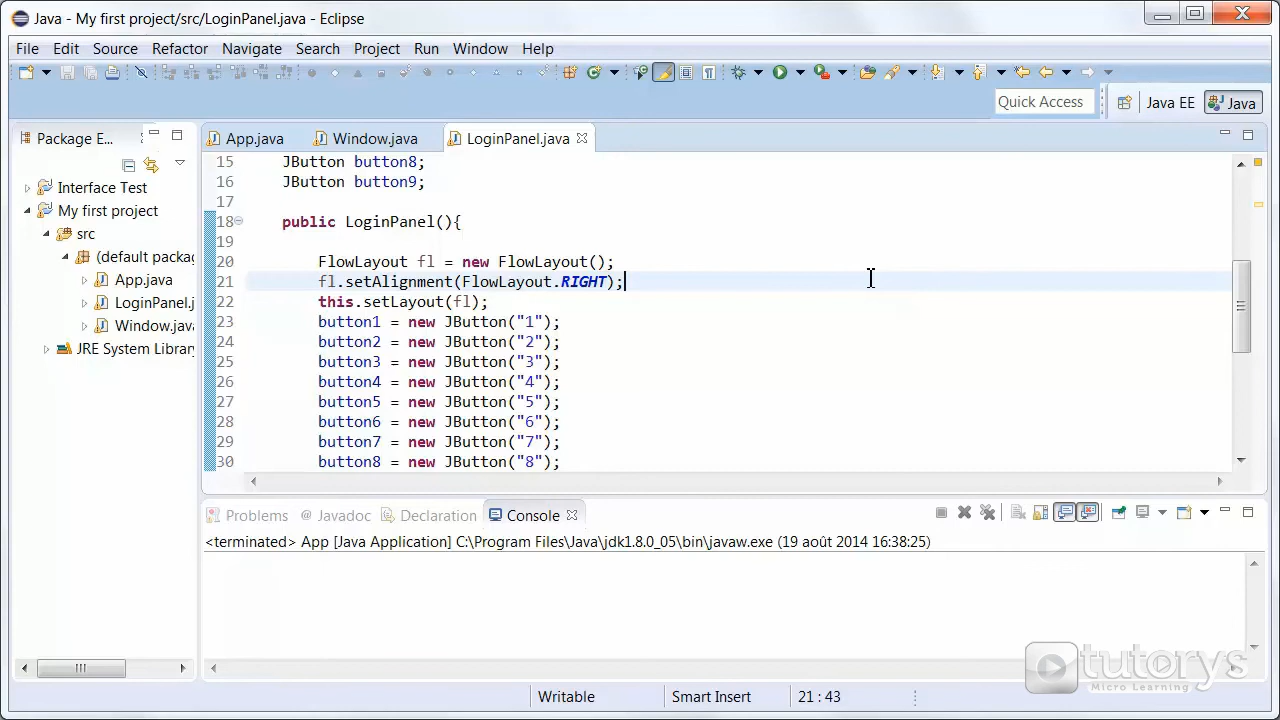 Java - My first project/src/LoginPanel.java - Eclipse
File Edit Source Refactor Navigate Search Project Run Window Help
Quick Access
Java EE
Java
Package E...
Interface Test
My first project
src
(default packag
App.java
LoginPanel.j
Window.java
JRE System Library
App.java
Window.java
LoginPanel.java
15 JButton button8;
16 JButton button9;
17
18 public LoginPanel(){
19
20 FlowLayout fl = new FlowLayout();
21 fl.setAlignment(FlowLayout.RIGHT);
22 this.setLayout(fl);
23 button1 = new JButton("1");
24 button2 = new JButton("2");
25 button3 = new JButton("3");
26 button4 = new JButton("4");
27 button5 = new JButton("5");
28 button6 = new JButton("6");
29 button7 = new JButton("7");
30 button8 = new JButton("8");
Problems @ Javadoc Declaration Console
<terminated> App [Java Application] C:\Program Files\Java\jdk1.8.0_05\bin\javaw.exe (19 août 2014 16:38:25)
tutorys
Micro Learning
Writable
Smart Insert
21 : 43